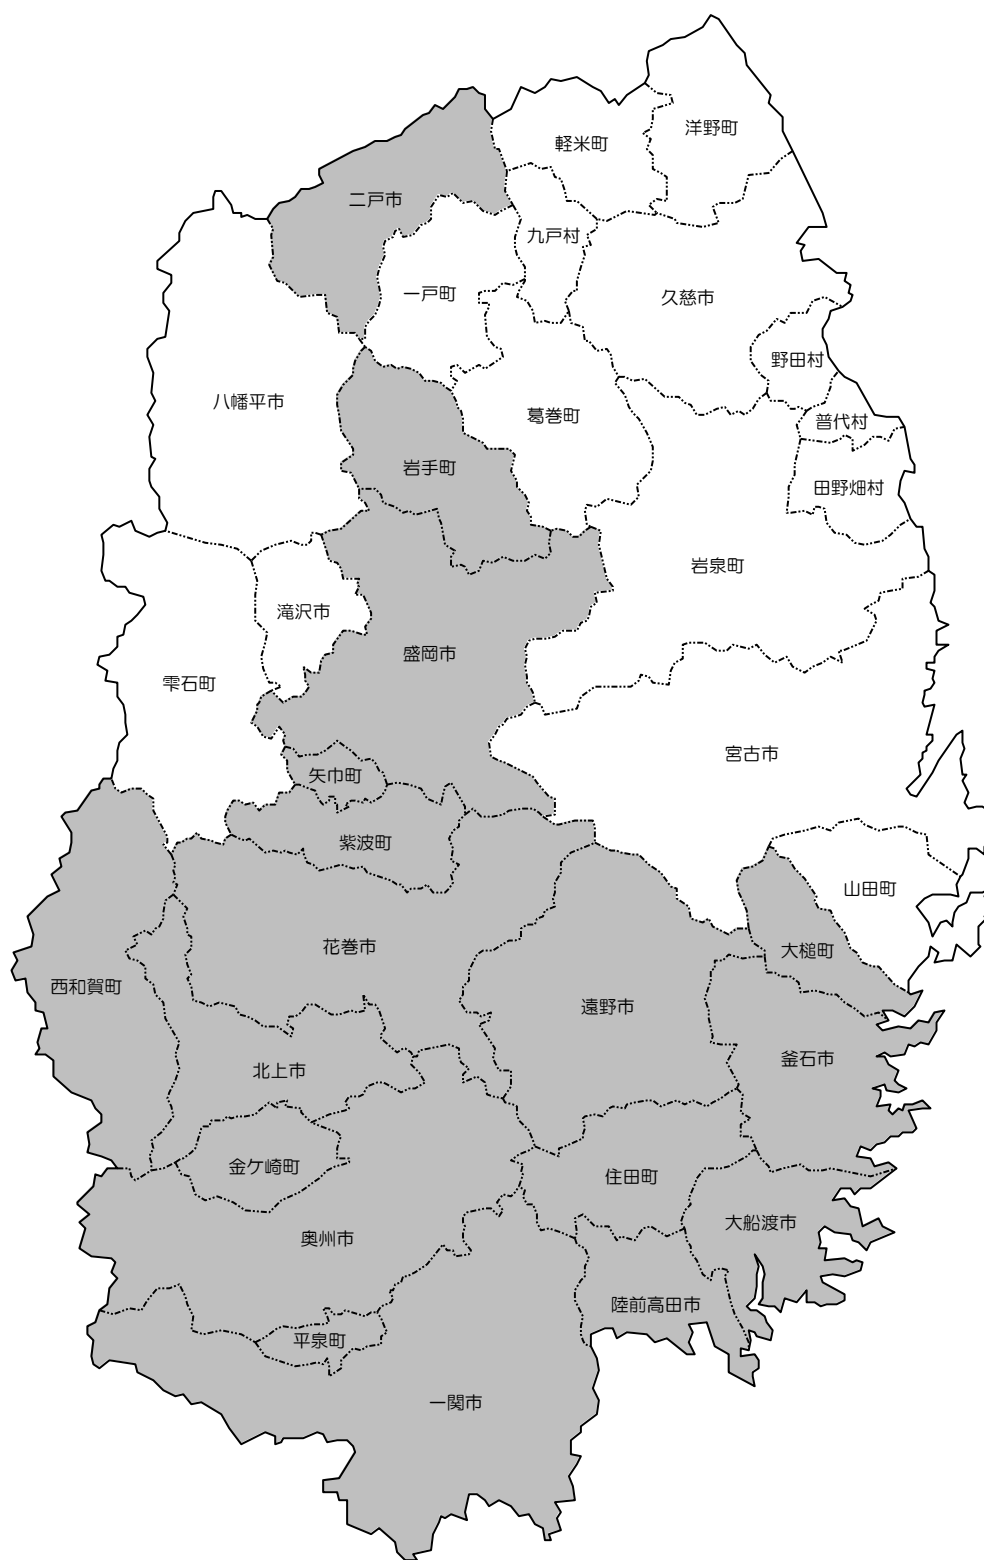 洋野町
軽米町
二戸市
九戸村
一戸町
久慈市
野田村
八幡平市
葛巻町
普代村
岩手町
田野畑村
岩泉町
滝沢市
盛岡市
雫石町
宮古市
矢巾町
紫波町
山田町
花巻市
大槌町
西和賀町
遠野市
釜石市
北上市
金ケ崎町
住田町
大船渡市
奥州市
陸前高田市
平泉町
一関市